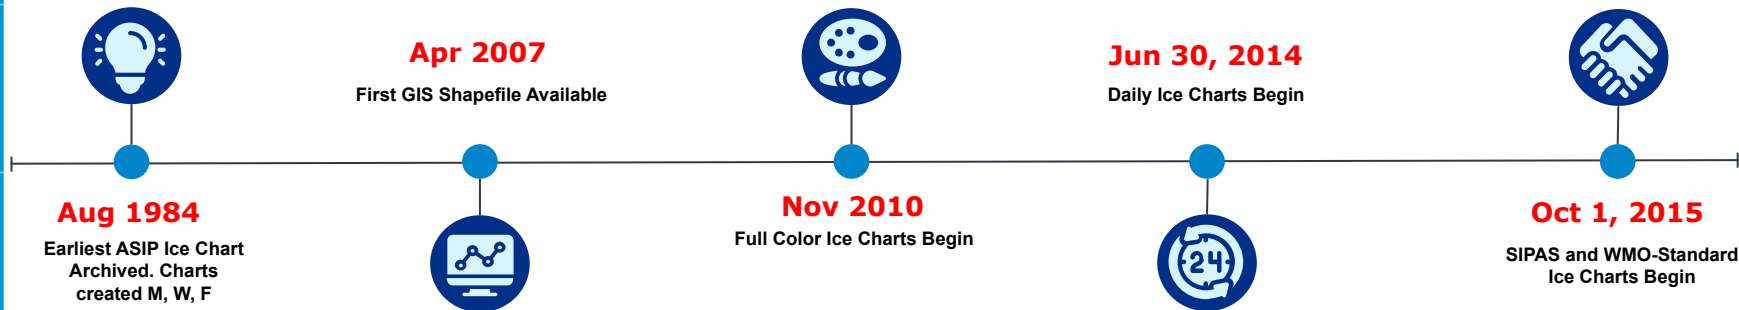 Aug 1984
Earliest ASIP Ice Chart
Archived. Charts
created M, W, F
Apr 2007
First GIS Shapefile Available
Nov 2010
Full Color Ice Charts Begin
Jun 30, 2014
Daily Ice Charts Begin
24
Oct 1, 2015
SIPAS and WMO-Standard
Ice Charts Begin